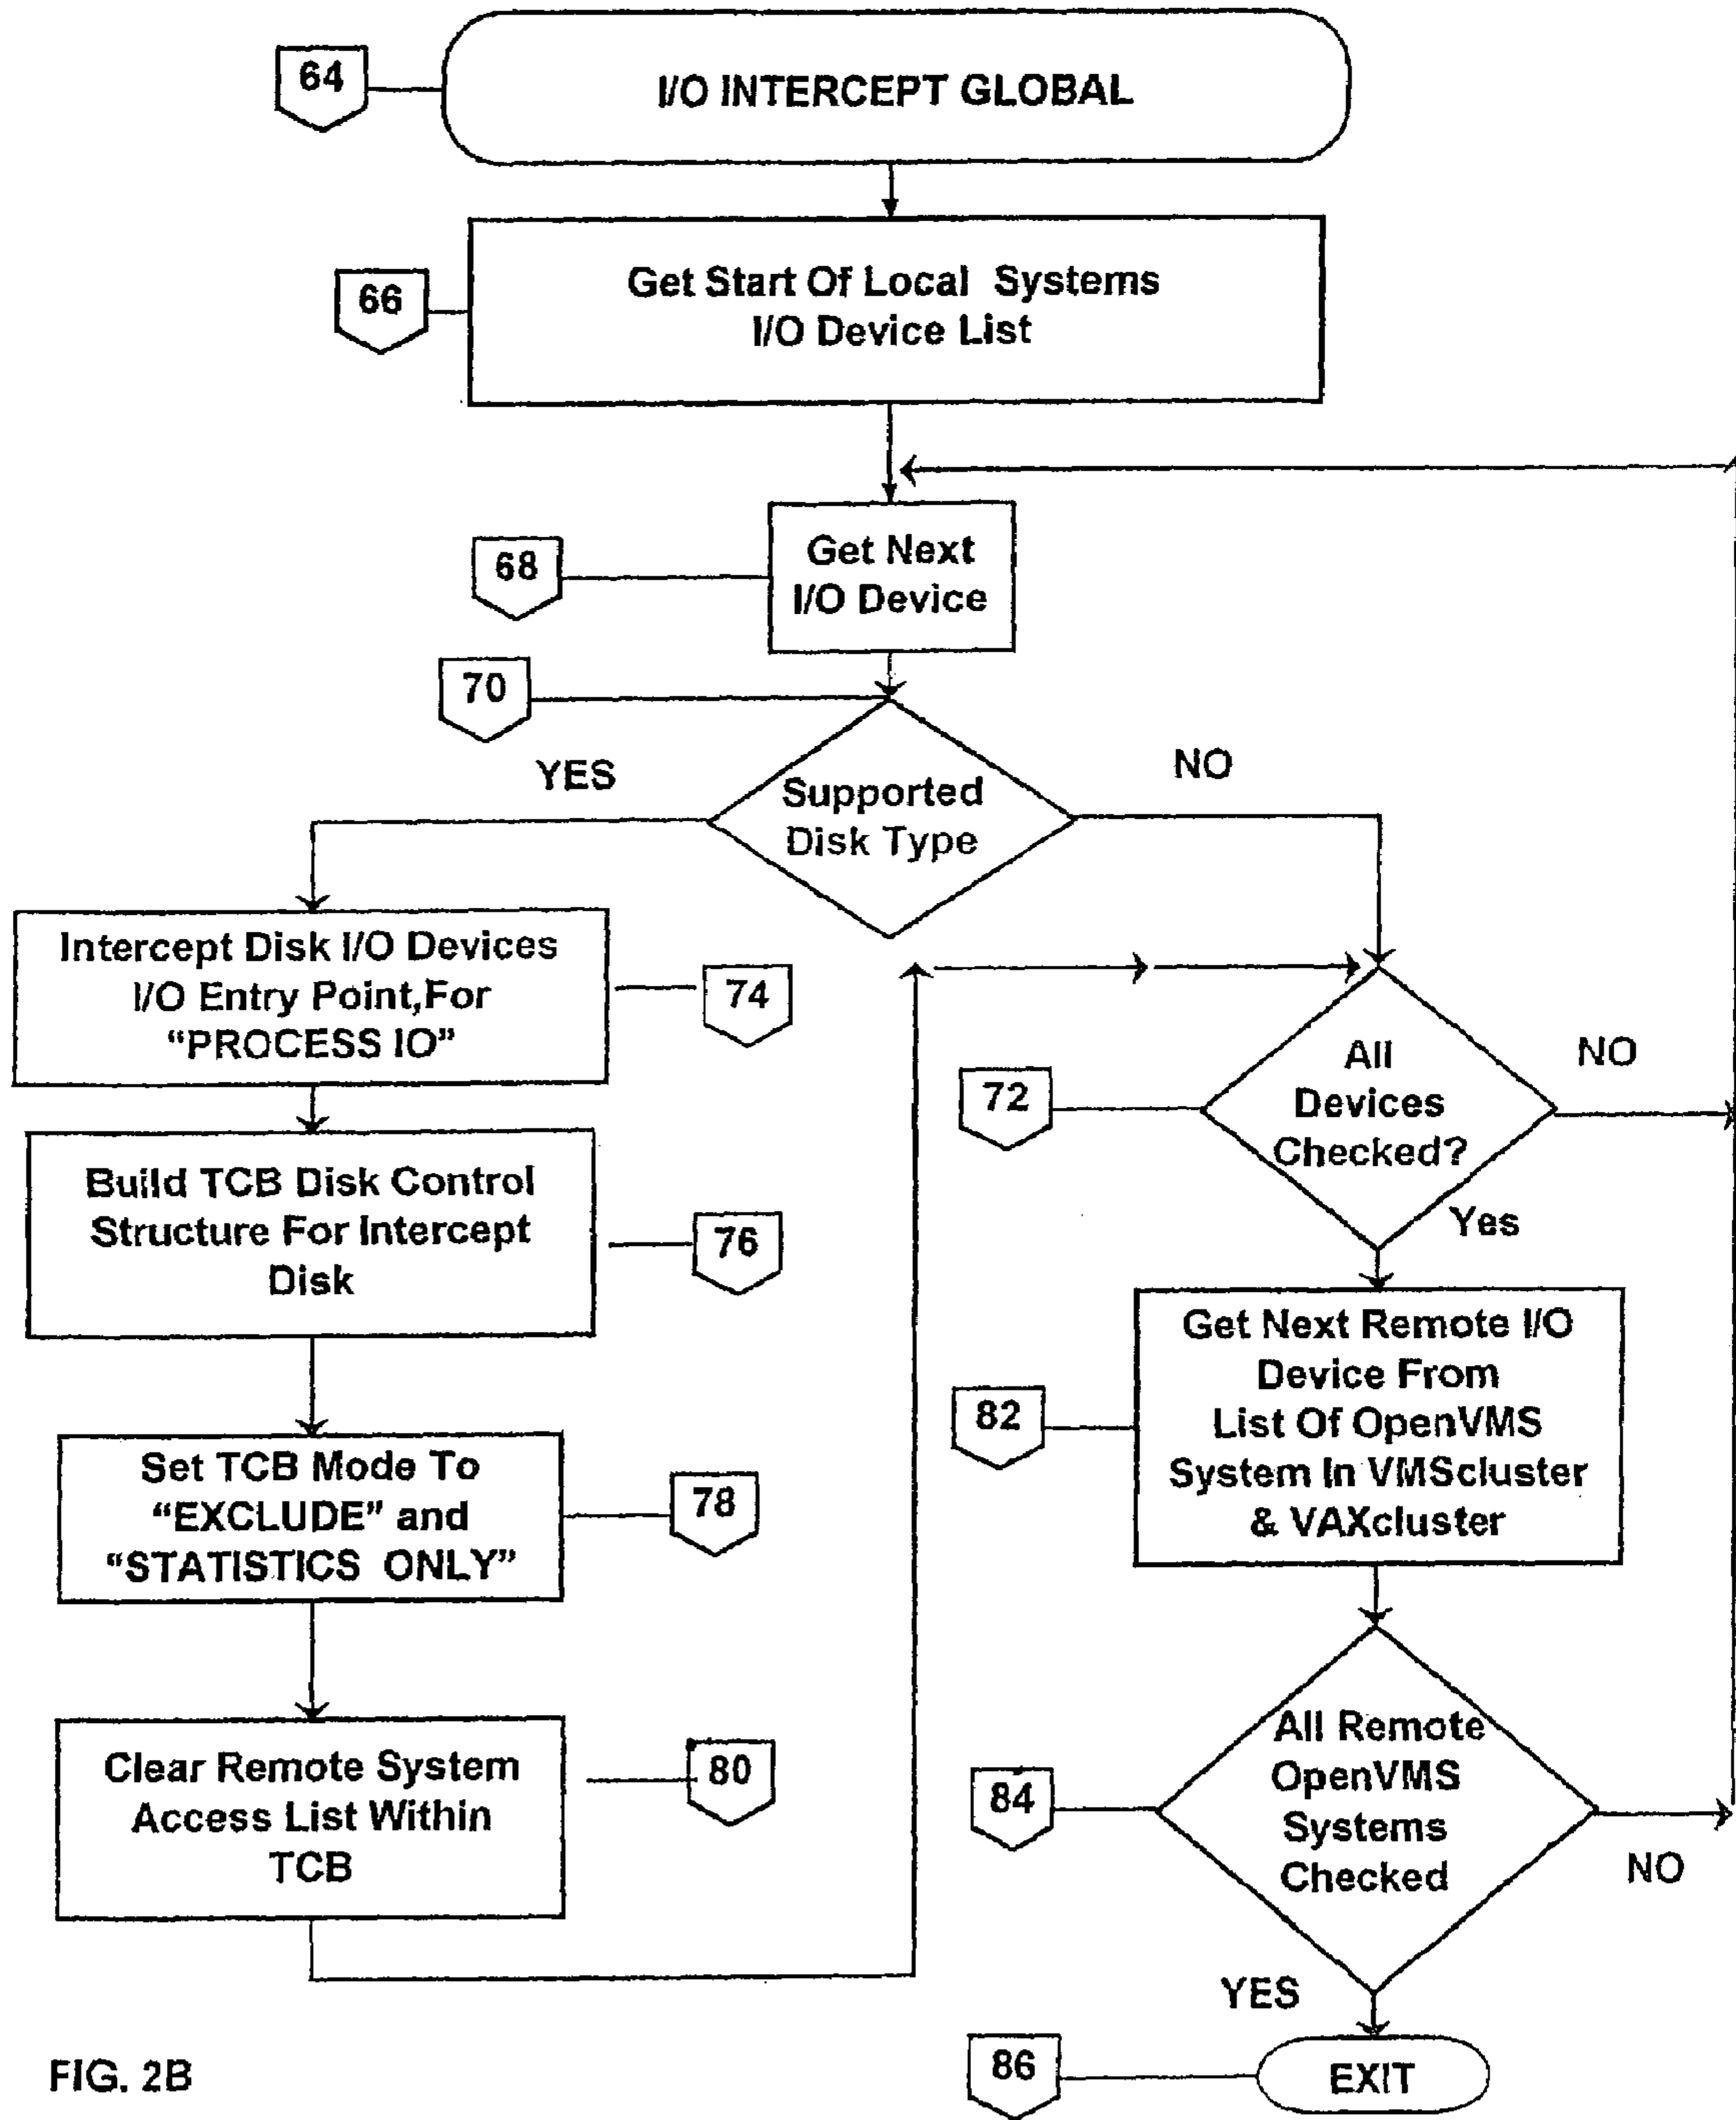 64
I/O INTERCEPT GLOBAL
66
Get Start Of Local Systems
I/O Device List
68
Get Next
I/O Device
70
YES
NO
Supported
Disk Type
Intercept Disk I/O Devices
I/O Entry Point,For
“PROCESS IO”
74
Build TCB Disk Control
Structure For Intercept
Disk
76
Set TCB Mode To
“EXCLUDE” and
“STATISTICS ONLY”
78
Clear Remote System
Access List Within
TCB
80
72
All
Devices
Checked?
NO
Yes
82
Get Next Remote I/O
Device From
List Of OpenVMS
System In VMScluster
& VAXcluster
84
All Remote
OpenVMS
Systems
Checked
NO
YES
86
EXIT
FIG. 2B